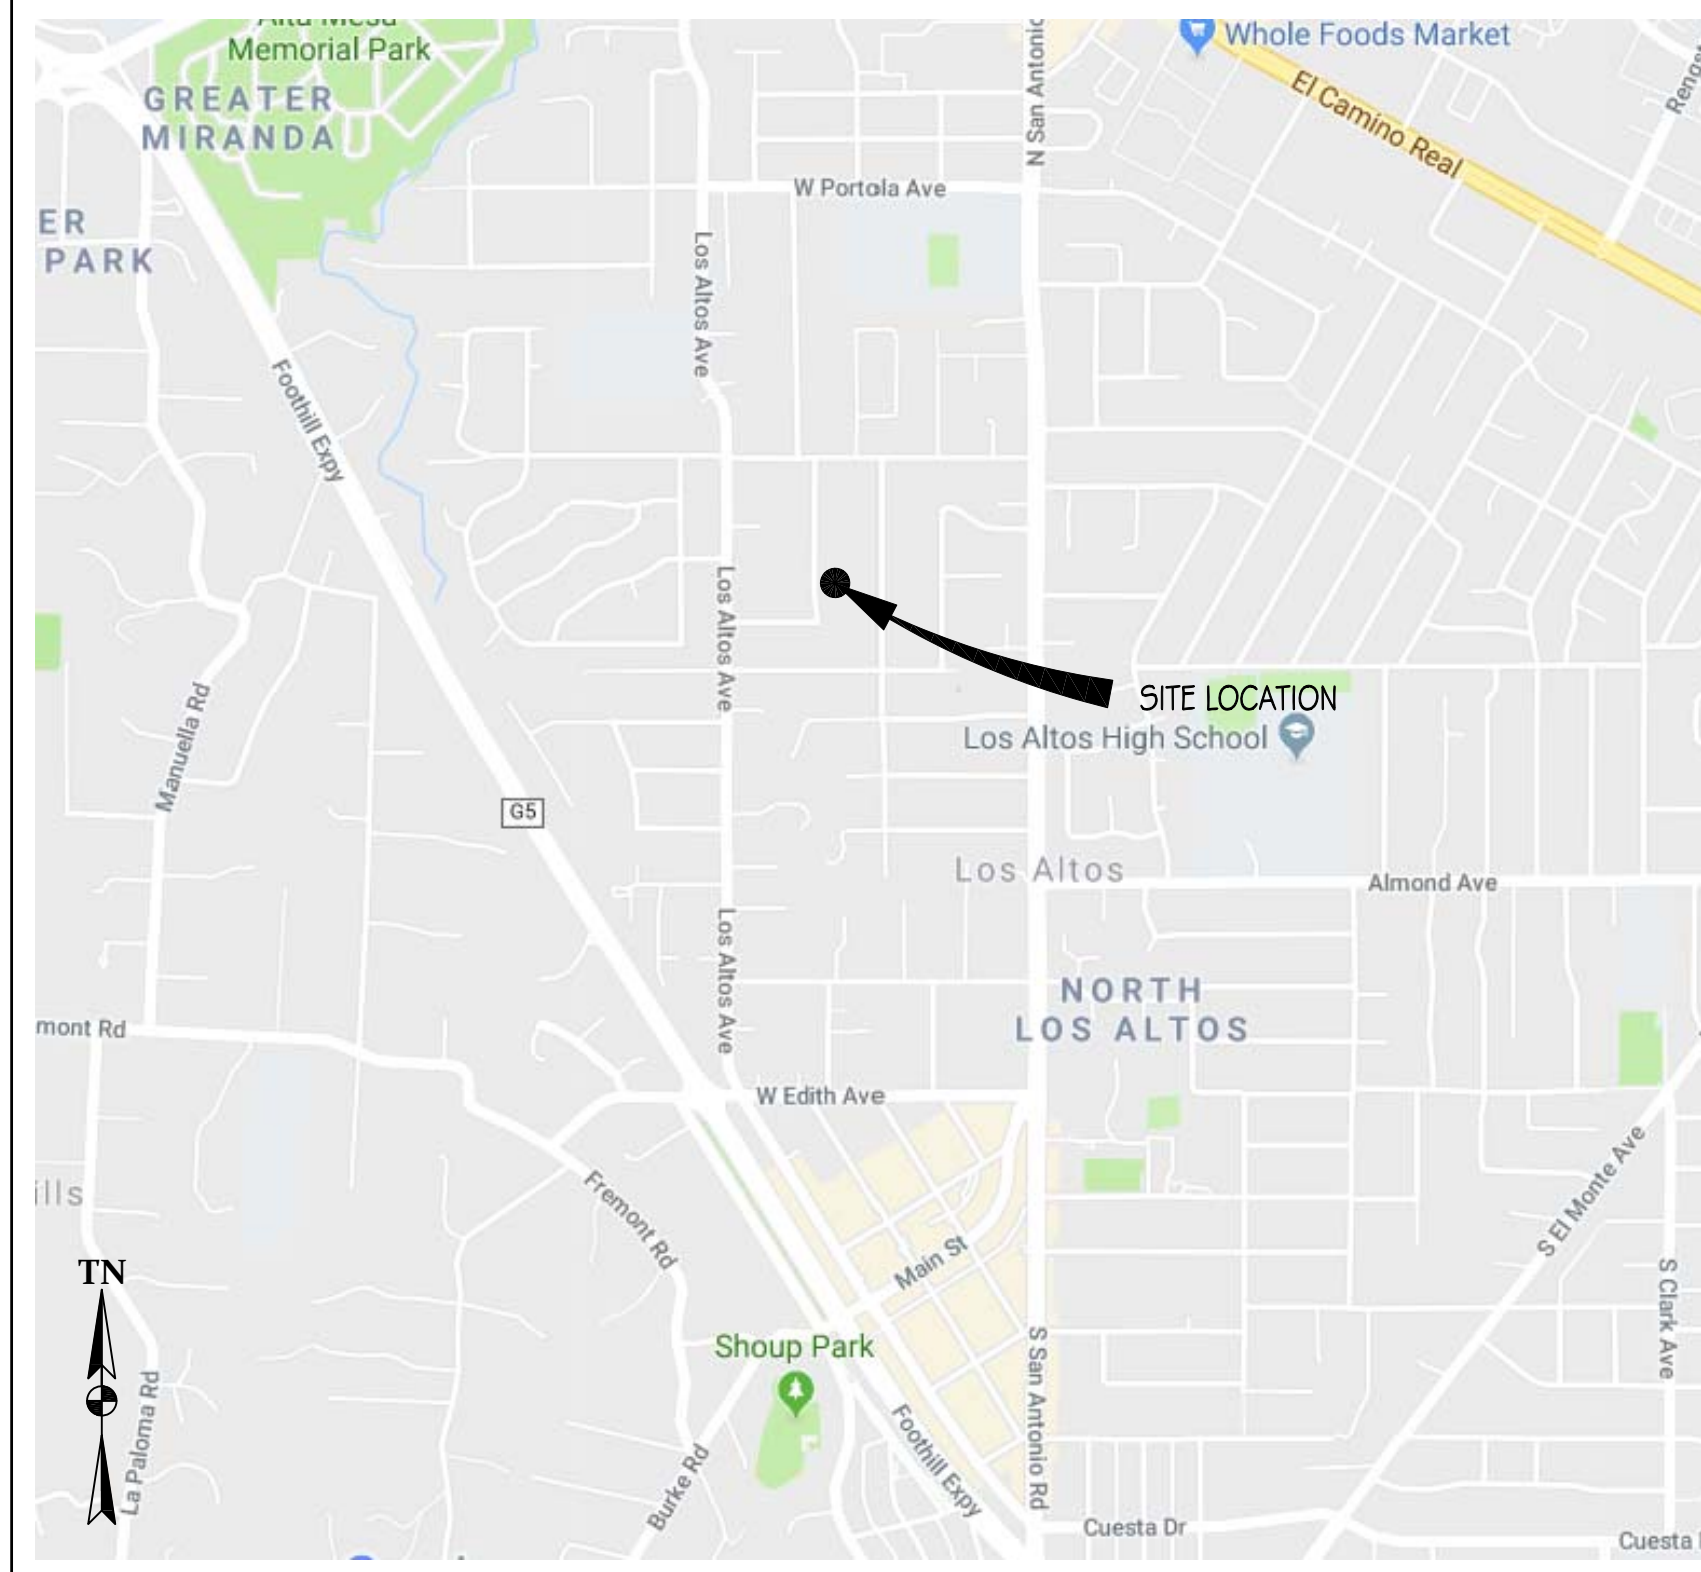 Alta Mesa
Memorial Park
Whole Foods Market
N San Antonio
El Camino Real
GREATER
MIRANDA
W Portola Ave
ER
PARK
Los Altos Ave
Foothill Expy
Los Altos Ave
SITE LOCATION
Los Altos High School
Manuella Rd
G5
Los Altos
Almond Ave
Los Altos Ave
NORTH
LOS ALTOS
mont Rd
W Edith Ave
Fremont Rd
S El Monte Ave
ills
Main St
TN
S Clark Ave
Shoup Park
S San Antonio Rd
La Paloma Rd
Foothill Expy
Burke Rd
Cuesta Dr
Cuesta